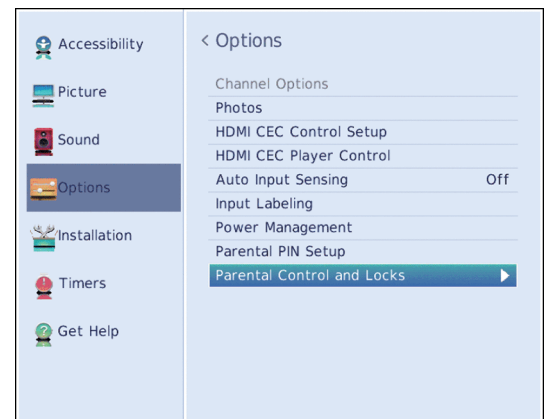 Accessibility
Picture
Sound
Options
Installation
Timers
Get Help
< Options
Channel Options
Photos
HDMI CEC Control Setup
HDMI CEC Player Control
Auto Input Sensing Off
Input Labeling
Power Management
Parental PIN Setup
Parental Control and Locks